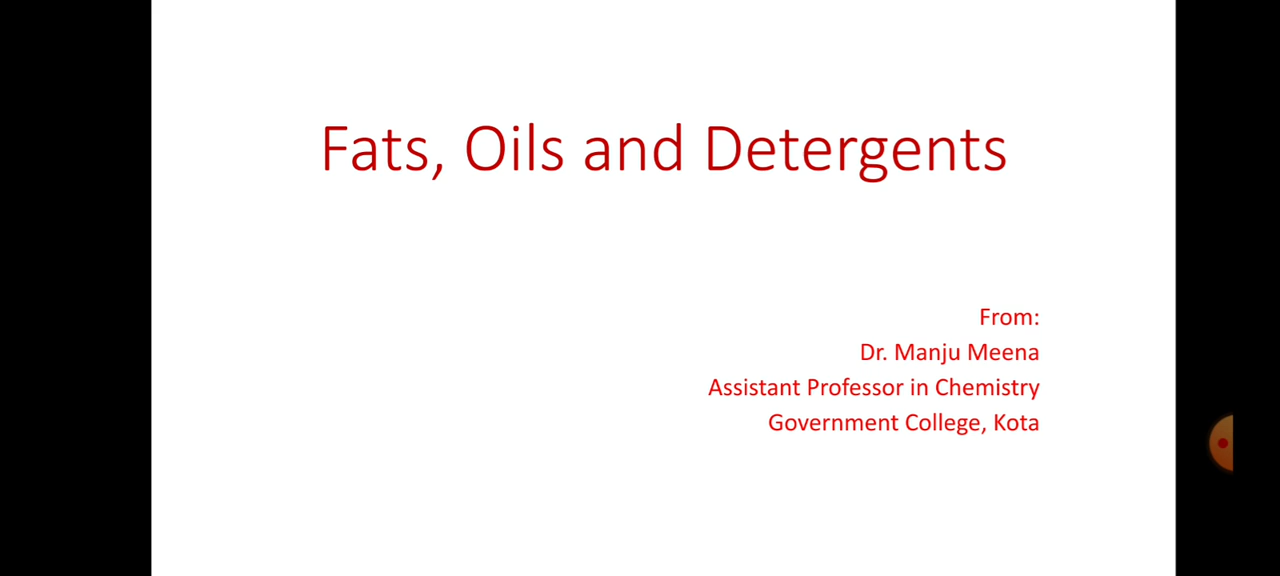 Fats, Oils and Detergents
From:
Dr. Manju Meena
Assistant Professor in Chemistry
Government College, Kota